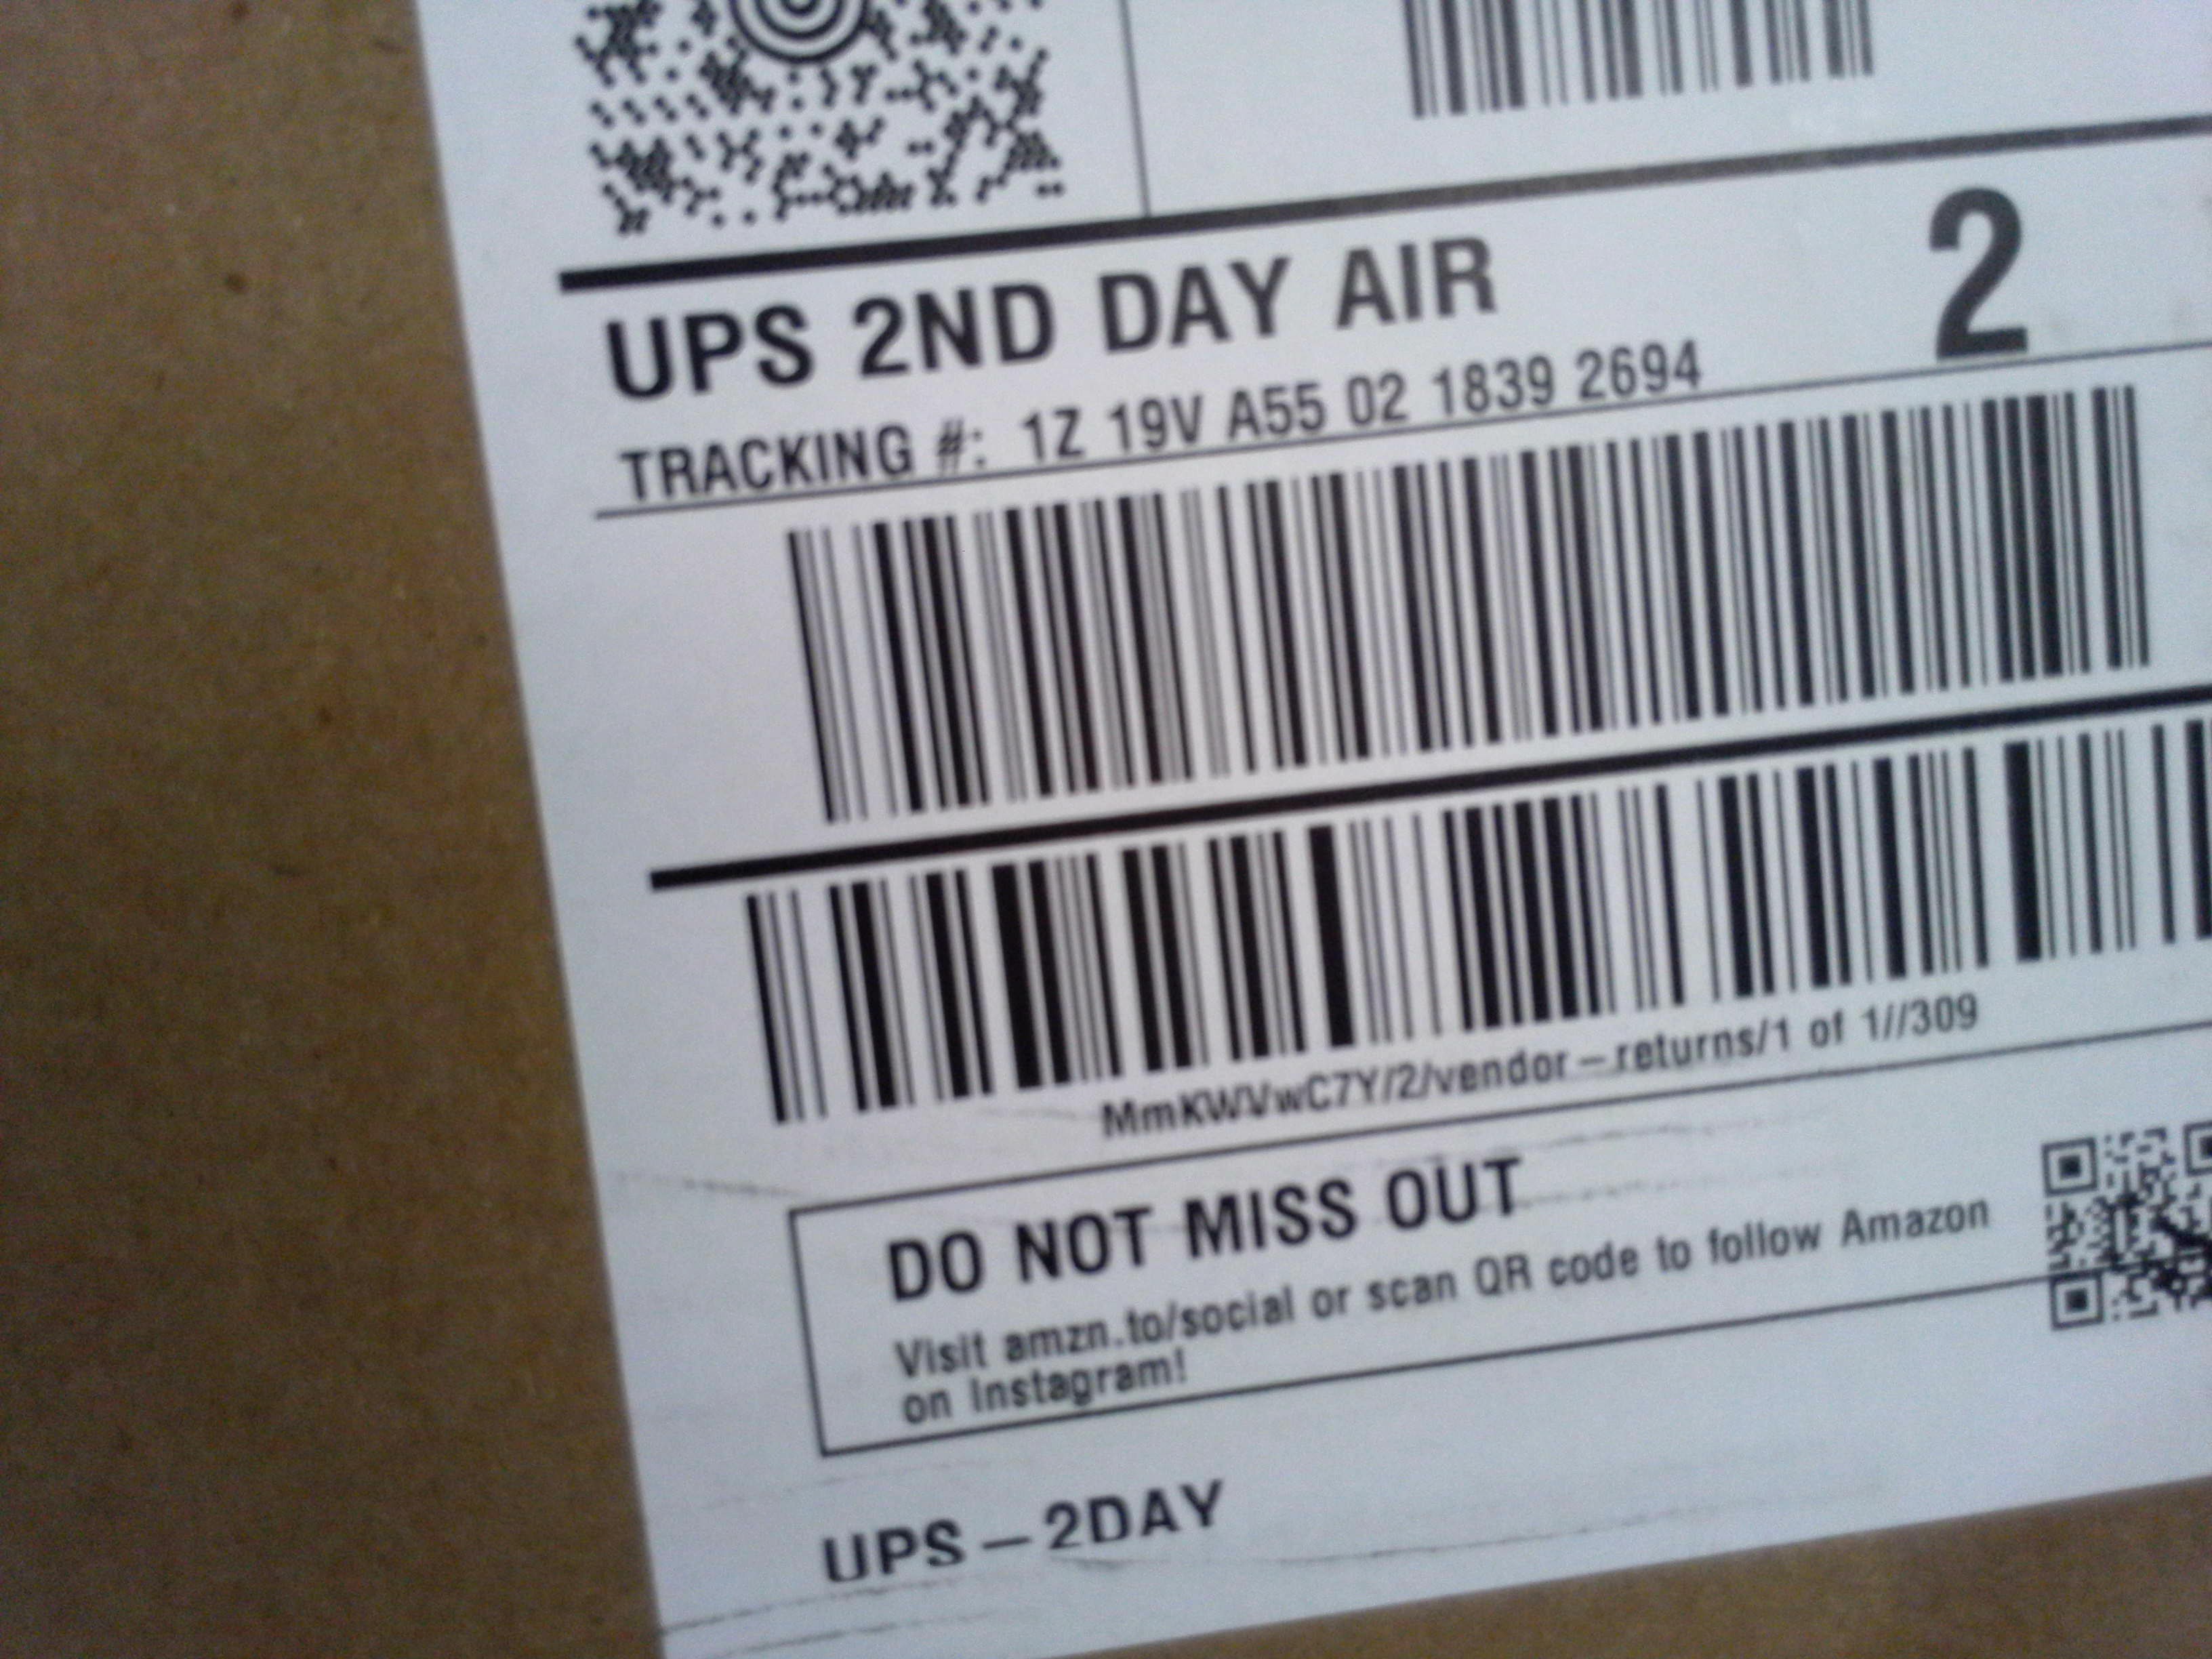 UPS 2ND DAY AIR
2
TRACKING #: 1Z 19V A55 02 1839 2694
MmKWVwC7Y/2/vendor-returns/1 of 1//309
DO NOT MISS OUT
Visit amzn.to/social or scan QR code to follow Amazon
on Instagram!
UPS-2DAY